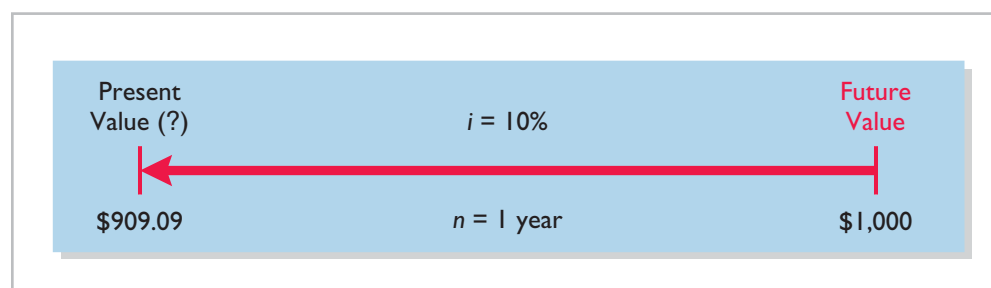 Present
Value (?)
i = 10%
Future
Value
$909.09
n = 1 year
$1,000